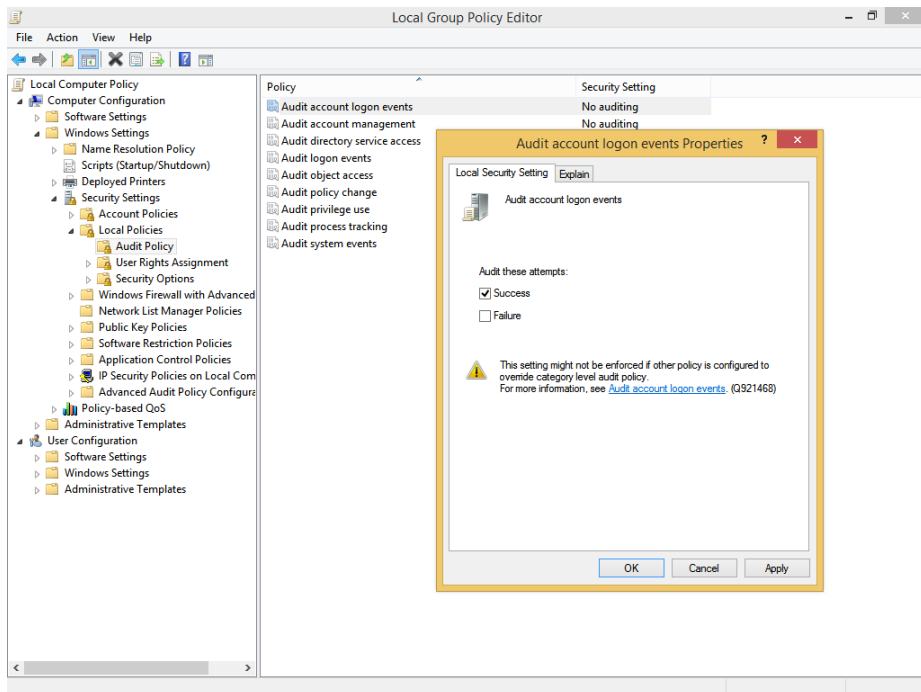 Local Group Policy Editor
File Action View Help
Local Computer Policy
Computer Configuration
Software Settings
Windows Settings
Name Resolution Policy
Scripts (Startup/Shutdown)
Deployed Printers
Security Settings
Account Policies
Local Policies
Audit Policy
User Rights Assignment
Security Options
Windows Firewall with Advanced
Network List Manager Policies
Public Key Policies
Software Restriction Policies
Application Control Policies
IP Security Policies on Local Com
Advanced Audit Policy Configura
Policy-based QoS
Administrative Templates
User Configuration
Software Settings
Windows Settings
Administrative Templates
Policy Security Setting
Audit account logon events No auditing
Audit account management No auditing
Audit directory service access
Audit logon events
Audit object access
Audit policy change
Audit privilege use
Audit process tracking
Audit system events
Audit account logon events Properties ?
Local Security Setting Explain
Audit account logon events
Audit these attempts:
Success
Failure
This setting might not be enforced if other policy is configured to
override category level audit policy.
For more information, see Audit account logon events. (Q921468)
OK Cancel Apply